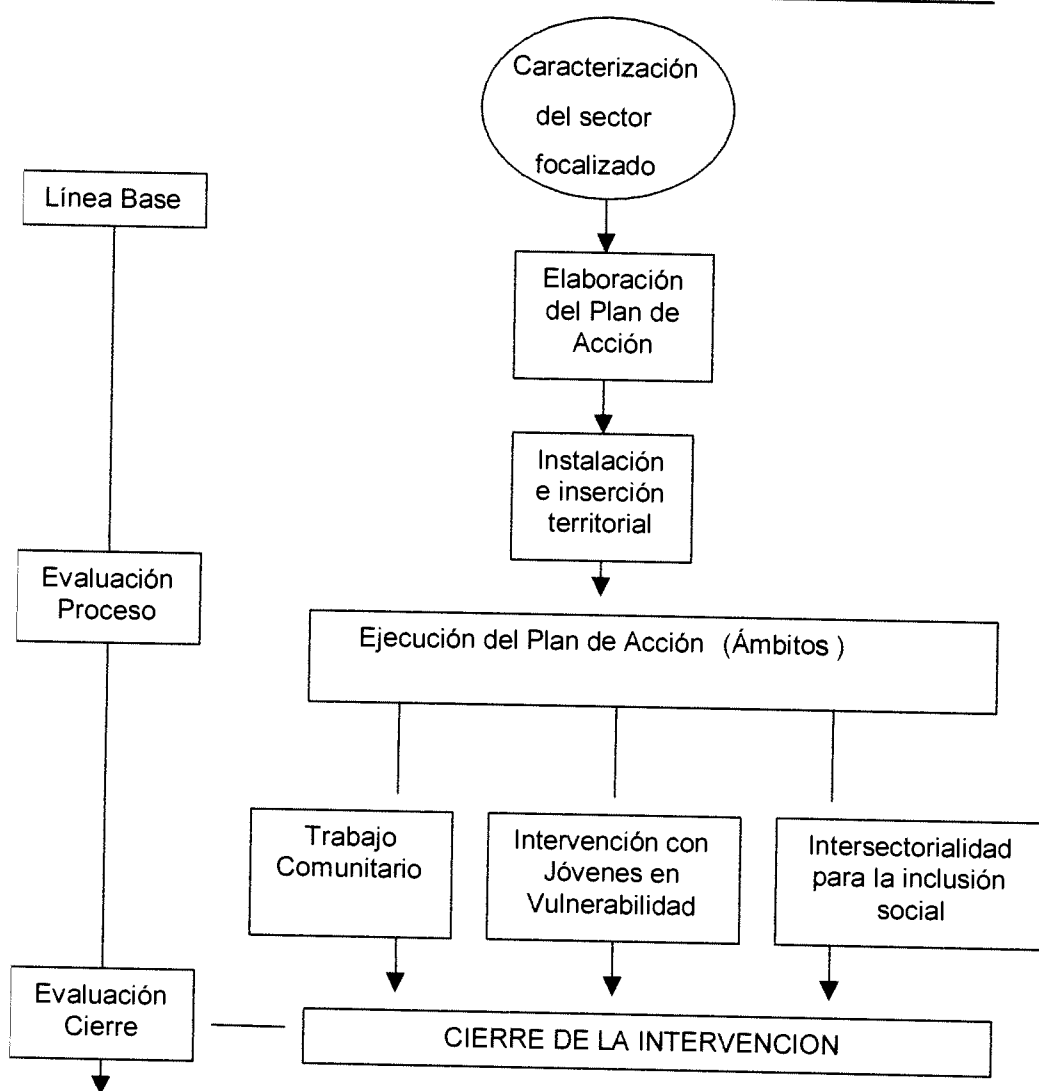 Caracterización
del sector
focalizado
Línea Base
Elaboración
del Plan de
Acción
Instalación
e inserción
territorial
Evaluación
Proceso
Ejecución del Plan de Acción (Ámbitos )
Trabajo
Comunitario
Intervención con
Jóvenes en
Vulnerabilidad
Intersectorialidad
para la inclusión
social
Evaluación
Cierre
CIERRE DE LA INTERVENCION